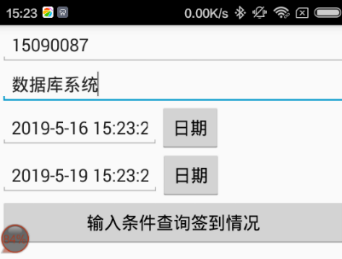 15:23 0.00K/s
15090087
数据库系统
2019-5-16 15:23:2 日期
2019-5-19 15:23:2 日期
输入条件查询签到情况